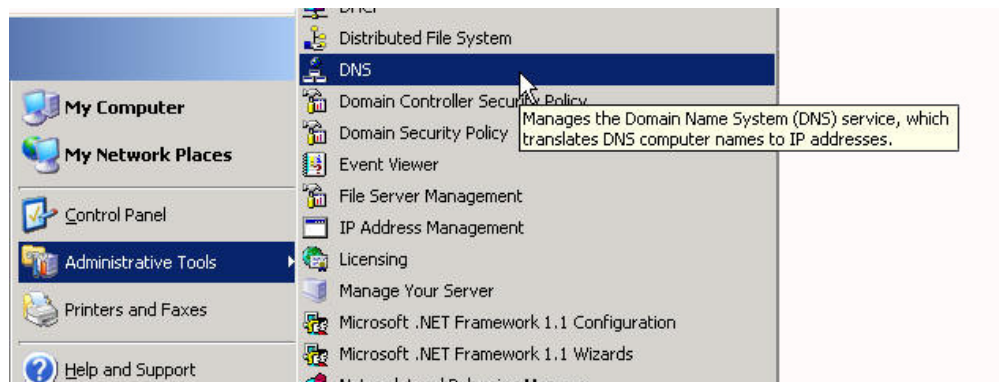 DHCP
Distributed File System
DNS
Domain Controller Security Policy
Manages the Domain Name System (DNS) service, which
translates DNS computer names to IP addresses.
Domain Security Policy
Event Viewer
File Server Management
IP Address Management
Licensing
Manage Your Server
Microsoft .NET Framework 1.1 Configuration
Microsoft .NET Framework 1.1 Wizards
My Computer
My Network Places
Control Panel
Administrative Tools
Printers and Faxes
Help and Support